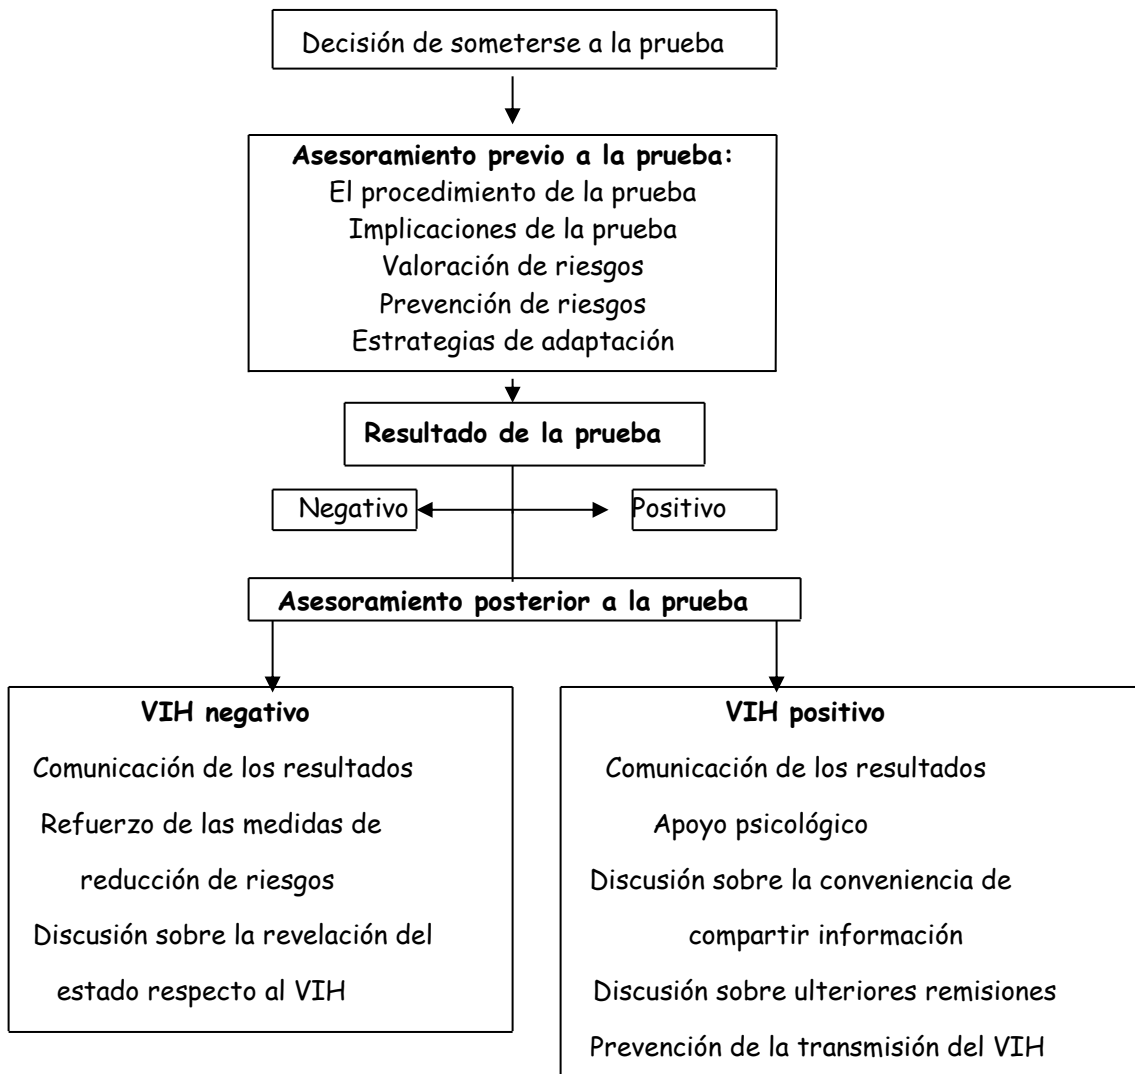 Decisión de someterse a la prueba
Asesoramiento previo a la prueba:
El procedimiento de la prueba
Implicaciones de la prueba
Valoración de riesgos
Prevención de riesgos
Estrategias de adaptación
Resultado de la prueba
Negativo
Positivo
Asesoramiento posterior a la prueba
VIH negativo
Comunicación de los resultados
Refuerzo de las medidas de
reducción de riesgos
Discusión sobre la revelación del
estado respecto al VIH
VIH positivo
Comunicación de los resultados
Apoyo psicológico
Discusión sobre la conveniencia de
compartir información
Discusión sobre ulteriores remisiones
Prevención de la transmisión del VIH